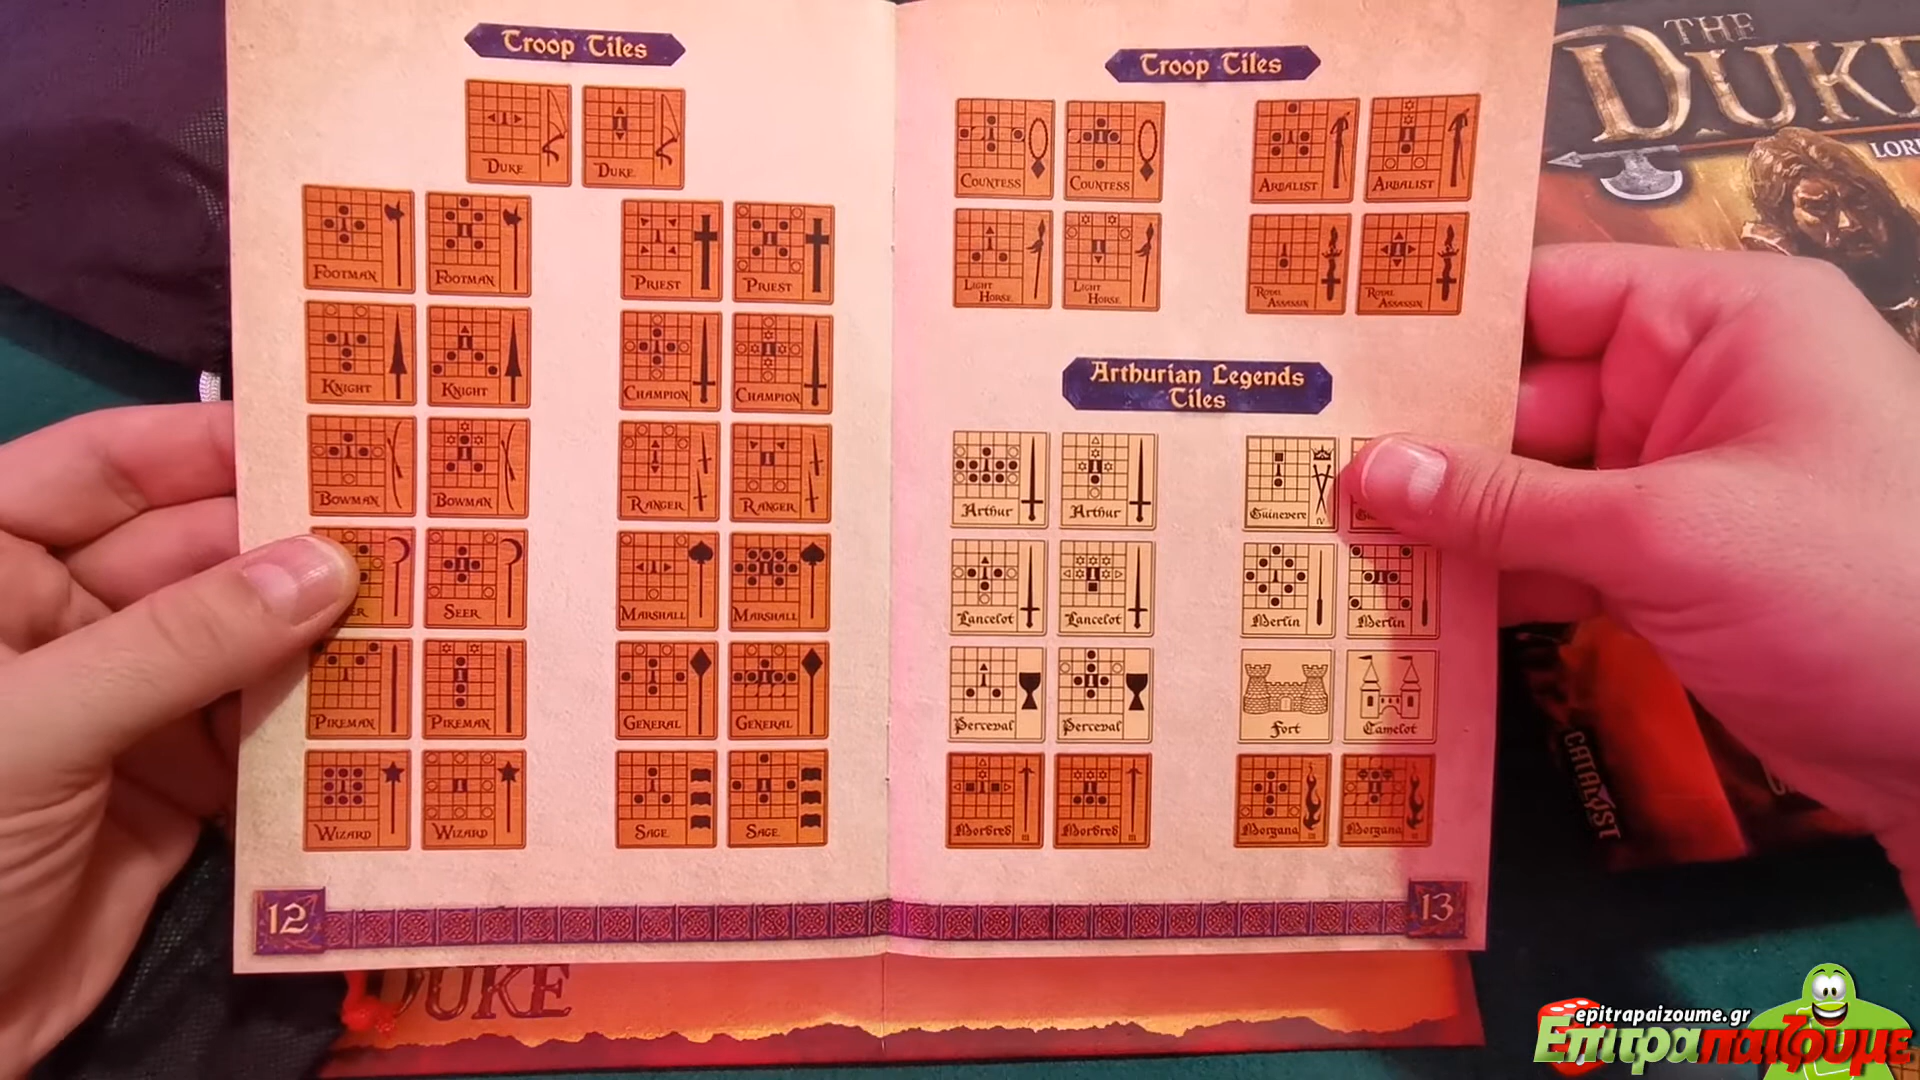 Troop Tiles
DUKE DUKE
FOOTMAN FOOTMAN PRIEST PRIEST
KNIGHT KNIGHT CHAMPION CHAMPION
BOWMAN BOWMAN RANGER RANGER
SEER MARSHALL MARSHALL
PIKEMAN PIKEMAN GENERAL GENERAL
WIZARD WIZARD SAGE SAGE
12
Troop Tiles
COUNTESS COUNTESS ARBALIST ARBALIST
LIGHT HORSE LIGHT HORSE ROYAL ASSASSIN ROYAL ASSASSIN
Arthurian Legends
Tiles
Arthur Arthur Guinevere
Lancelot Lancelot Merlin Merlin
Perceval Perceval Fort Camelot
Mordred Mordred Morgana Morgana
13
THE
DUKE
CATALYST
DUKE
epitrapaizoume.gr
Επιτραπαιζουμε